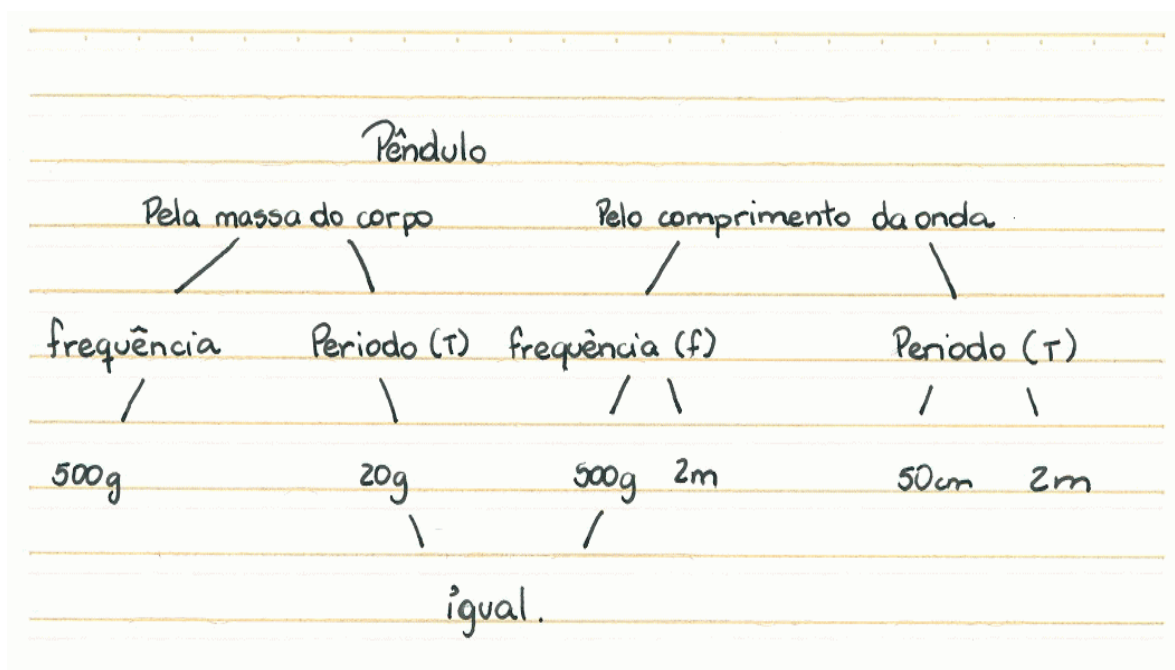 Pêndulo
Pela massa do corpo Pelo comprimento da onda
frequência Periodo (T) frequência (f) Periodo (T)
500g 20g 500g 2m 50cm 2m
igual.